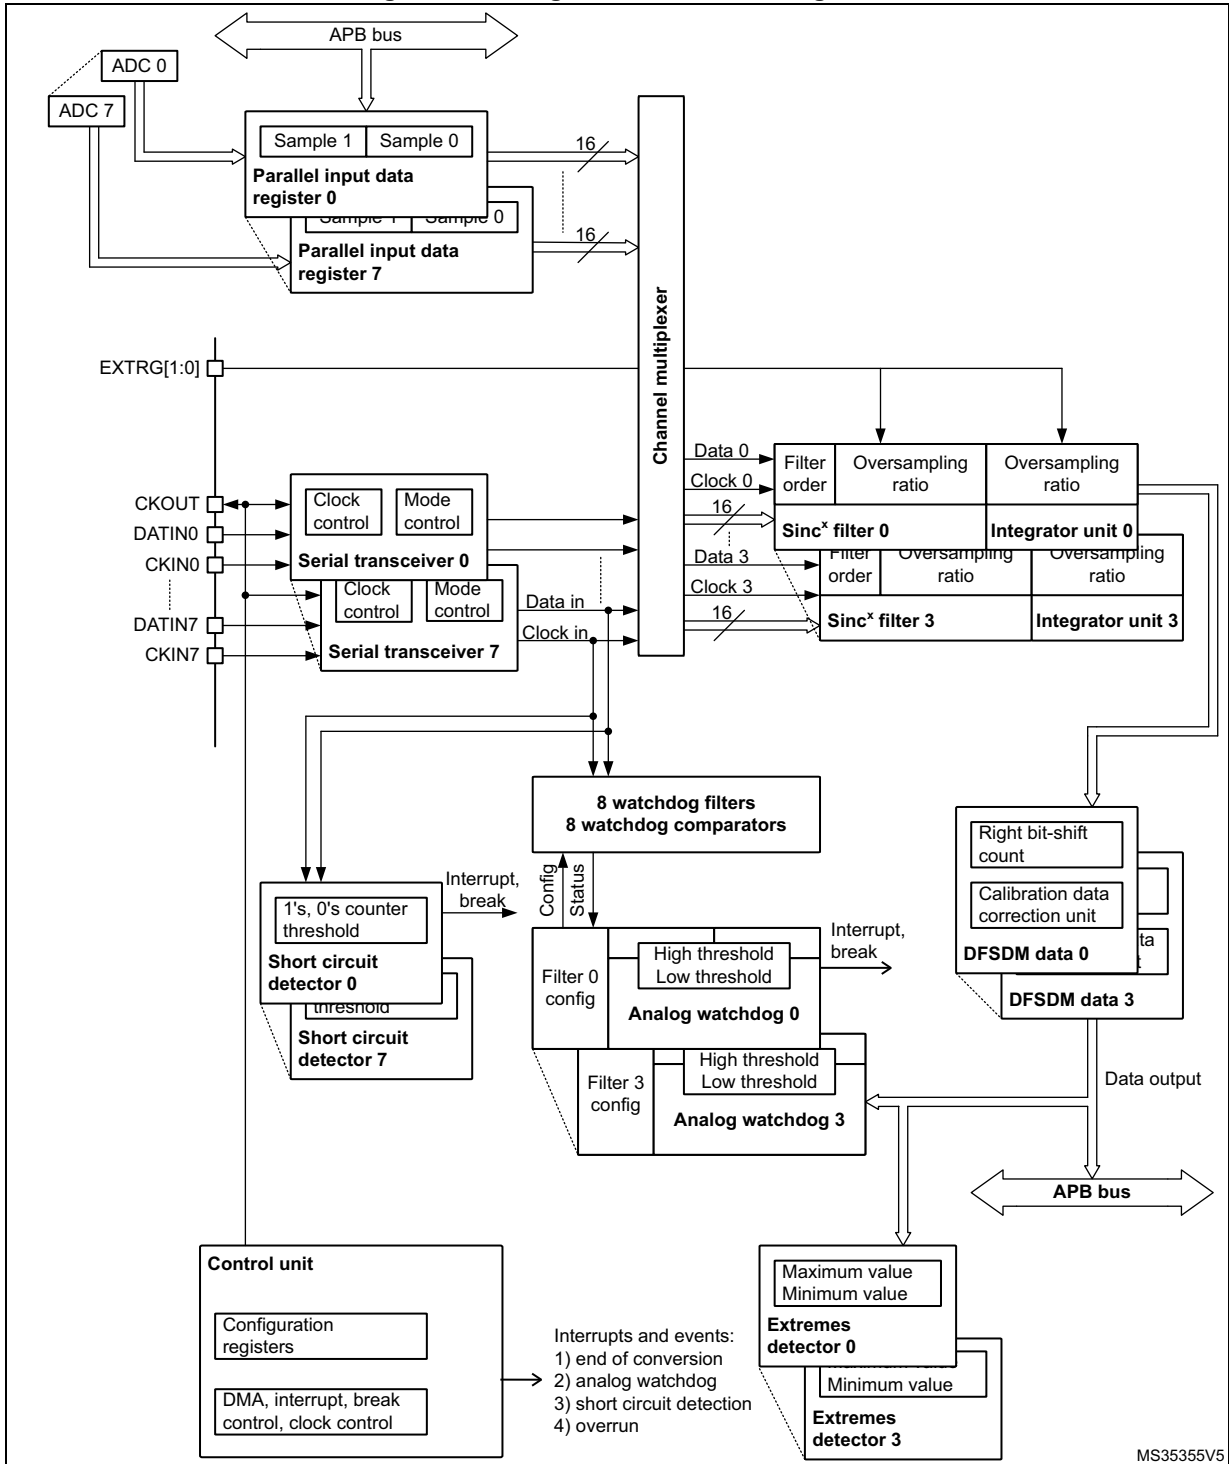 APB bus
ADC 0
ADC 7
Sample 1 Sample 0
Parallel input data
register 0
Sample 1 Sample 0
Parallel input data
register 7
16
16
Channel multiplexer
EXTRG[1:0]
CKOUT
DATIN0
CKIN0
DATIN7
CKIN7
Clock
control
Mode
control
Serial transceiver 0
Clock
control
Mode
control
Serial transceiver 7
Data in
Clock in
Data 0
Clock 0
16
Data 3
Clock 3
16
Filter
order
Oversampling
ratio
Oversampling
ratio
Sincˣ filter 0
Integrator unit 0
Filter
order
Oversampling
ratio
Oversampling
ratio
Sincˣ filter 3
Integrator unit 3
8 watchdog filters
8 watchdog comparators
Config
Status
Interrupt,
break
1's, 0's counter
threshold
Short circuit
detector 0
threshold
Short circuit
detector 7
Filter 0
config
High threshold
Low threshold
Analog watchdog 0
Interrupt,
break
Filter 3
config
High threshold
Low threshold
Analog watchdog 3
Right bit-shift
count
Calibration data
correction unit
DFSDM data 0
DFSDM data 3
Data output
APB bus
Control unit
Configuration
registers
DMA, interrupt, break
control, clock control
Interrupts and events:
1) end of conversion
2) analog watchdog
3) short circuit detection
4) overrun
Maximum value
Minimum value
Extremes
detector 0
Minimum value
Extremes
detector 3
MS35355V5